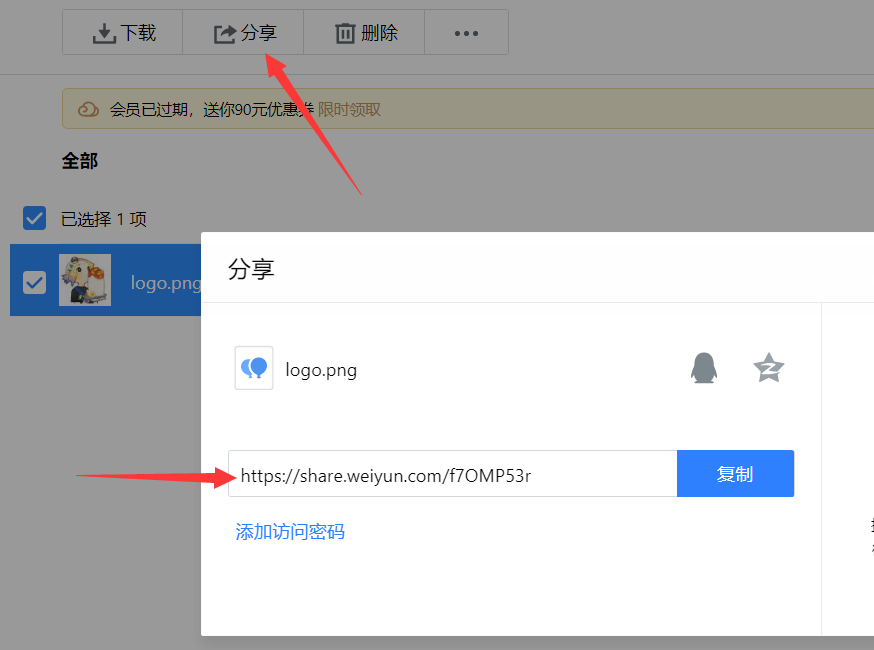 下载 分享 删除
会员已过期，送你90元优惠券 限时领取
全部
已选择 1 项
logo.png
分享
logo.png
https://share.weiyun.com/f7OMP53r 复制
添加访问密码